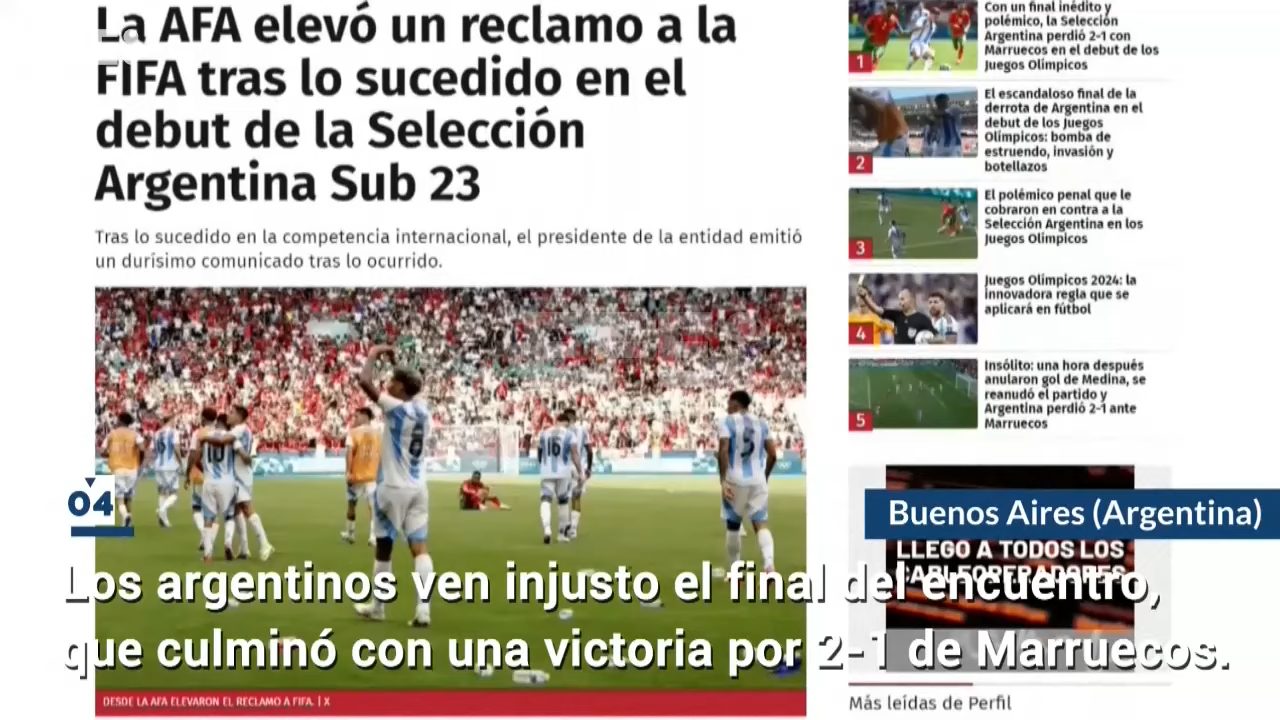 La AFA elevó un reclamo a la
FIFA tras lo sucedido en el
debut de la Selección
Argentina Sub 23
Tras lo sucedido en la competencia internacional, el presidente de la entidad emitió
un durísimo comunicado tras lo ocurrido.
10
6
16
5
DESDE LA AFA ELEVARON EL RECLAMO A FIFA. | X
Con un final inédito y
polémico, la Selección
Argentina perdió 2-1 con
Marruecos en el debut de los
Juegos Olímpicos
1
El escandaloso final de la
derrota de Argentina en el
debut de los Juegos
Olímpicos: bomba de
estruendo, invasión y
botellazos
2
El polémico penal que le
cobraron en contra a la
Selección Argentina en los
Juegos Olímpicos
3
Juegos Olímpicos 2024: la
innovadora regla que se
aplicará en fútbol
4
Insólito: una hora después
anularon gol de Medina, se
reanudó el partido y
Argentina perdió 2-1 ante
Marruecos
5
04
Buenos Aires (Argentina)
LLEGO A TODOS LOS
CABLEOPERADORES
Los argentinos ven injusto el final del encuentro,
que culminó con una victoria por 2-1 de Marruecos.
Más leídas de Perfil